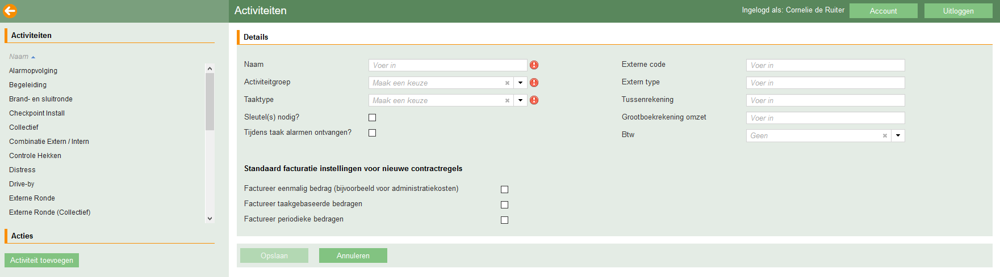 Activiteiten
Ingelogd als: Cornelie de Ruiter
Account
Uitloggen
Activiteiten
Naam
Alarmopvolging
Begeleiding
Brand- en sluitronde
Checkpoint Install
Collectief
Combinatie Extern / Intern
Controle Hekken
Distress
Drive-by
Externe Ronde
Externe Ronde (Collectief)
Acties
Activiteit toevoegen
Details
Naam
Voer in
Activiteitgroep
Maak een keuze
Taaktype
Maak een keuze
Sleutel(s) nodig?
Tijdens taak alarmen ontvangen?
Externe code
Voer in
Extern type
Voer in
Tussenrekening
Voer in
Grootboekrekening omzet
Voer in
Btw
Geen
Standaard facturatie instellingen voor nieuwe contractregels
Factureer eenmalig bedrag (bijvoorbeeld voor administratiekosten)
Factureer taakgebaseerde bedragen
Factureer periodieke bedragen
Opslaan
Annuleren